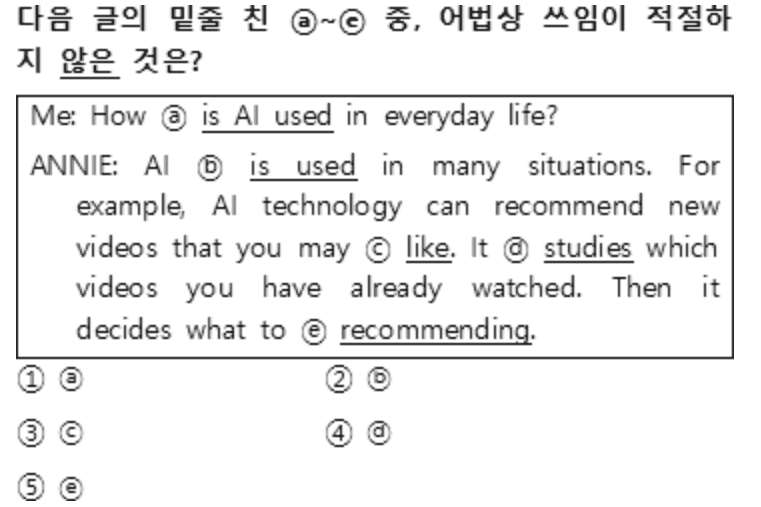 다음 글의 밑줄 친 ⓐ~ⓔ 중, 어법상 쓰임이 적절하
지 않은 것은?
Me: How ⓐ is AI used in everyday life?
ANNIE: AI ⓑ is used in many situations. For
example, AI technology can recommend new
videos that you may ⓒ like. It ⓓ studies which
videos you have already watched. Then it
decides what to ⓔ recommending.
① ⓐ ② ⓑ
③ ⓒ ④ ⓓ
⑤ ⓔ